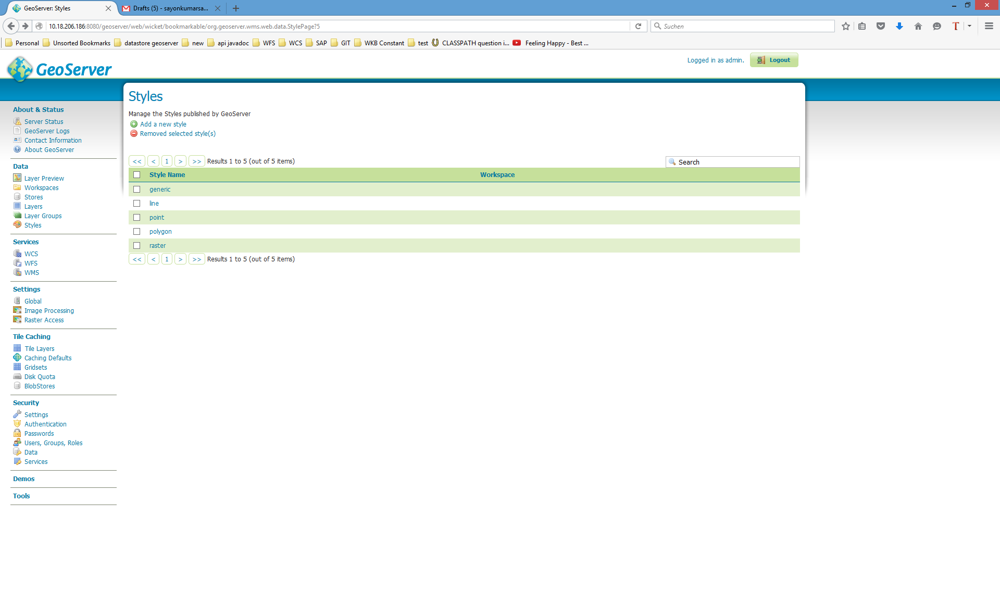 GeoServer: Styles
Drafts (5) - sayonkumarsa...
10.18.206.186:8080/geoserver/web/wicket/bookmarkable/org.geoserver.wms.web.data.StylePage?5
Suchen
Personal
Unsorted Bookmarks
datastore geoserver
new
api javadoc
WFS
WCS
SAP
GIT
WKB Constant
test
CLASSPATH question i...
Feeling Happy - Best ...
GeoServer
Logged in as admin.
Logout
About & Status
Server Status
GeoServer Logs
Contact Information
About GeoServer
Data
Layer Preview
Workspaces
Stores
Layers
Layer Groups
Styles
Services
WCS
WFS
WMS
Settings
Global
Image Processing
Raster Access
Tile Caching
Tile Layers
Caching Defaults
Gridsets
Disk Quota
BlobStores
Security
Settings
Authentication
Passwords
Users, Groups, Roles
Data
Services
Demos
Tools
Styles
Manage the Styles published by GeoServer
Add a new style
Removed selected style(s)
<< < 1 > >> Results 1 to 5 (out of 5 items)
Search
Style Name Workspace
generic
line
point
polygon
raster
<< < 1 > >> Results 1 to 5 (out of 5 items)